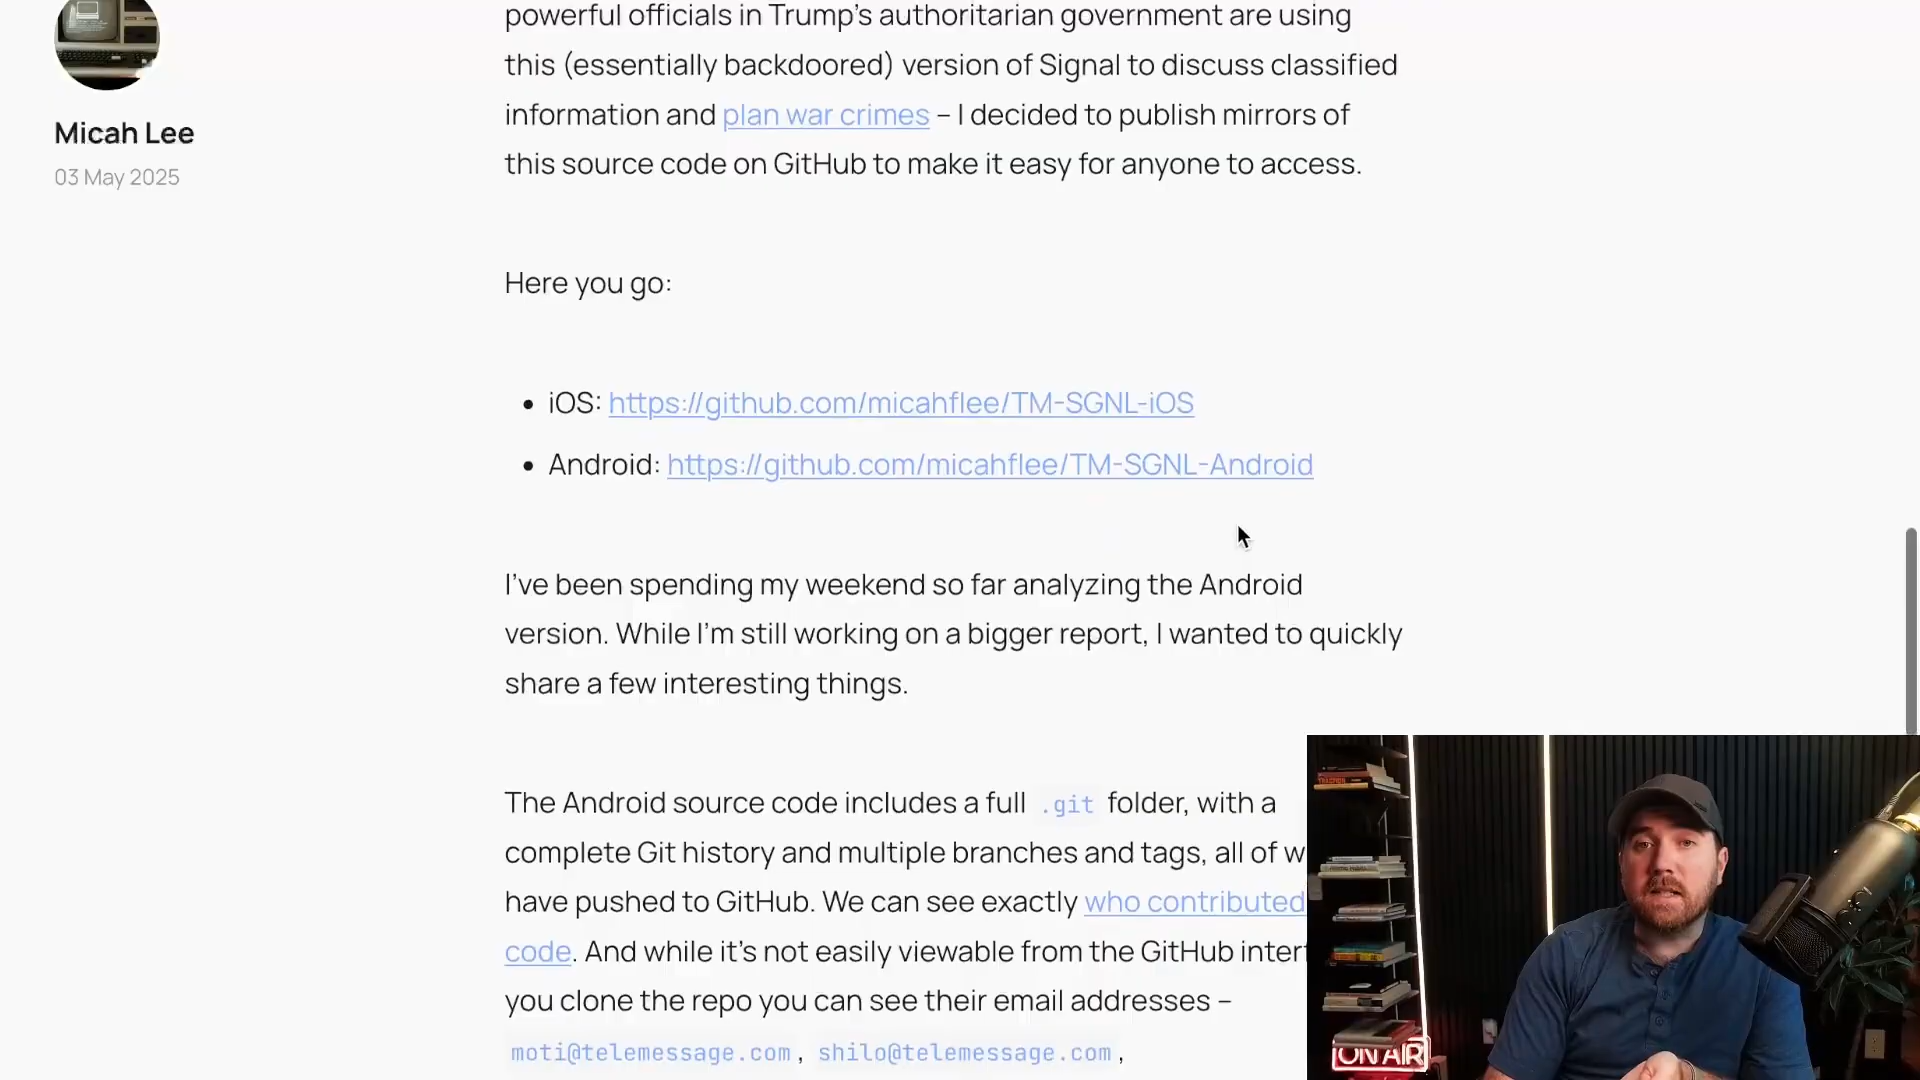 powerful officials in Trump's authoritarian government are using
this (essentially backdoored) version of Signal to discuss classified
information and plan war crimes – I decided to publish mirrors of
this source code on GitHub to make it easy for anyone to access.
Micah Lee
03 May 2025
Here you go:
• iOS: https://github.com/micahflee/TM-SGNL-iOS
• Android: https://github.com/micahflee/TM-SGNL-Android
I've been spending my weekend so far analyzing the Android
version. While I'm still working on a bigger report, I wanted to quickly
share a few interesting things.
The Android source code includes a full .git folder, with a
complete Git history and multiple branches and tags, all of w
have pushed to GitHub. We can see exactly who contributed
code. And while it's not easily viewable from the GitHub interf
you clone the repo you can see their email addresses –
moti@telemessage.com, shilo@telemessage.com,
ON AIR